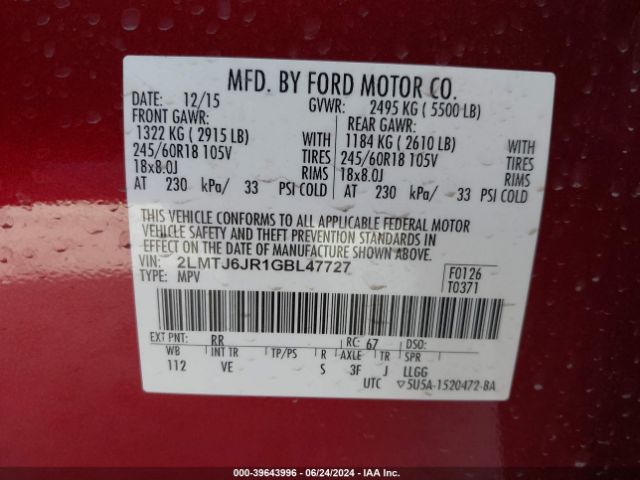 MFD. BY FORD MOTOR CO.
DATE: 12/15 GVWR: 2495 KG ( 5500 LB)
FRONT GAWR: REAR GAWR:
1322 KG ( 2915 LB) WITH 1184 KG ( 2610 LB) WITH
245/60R18 105V TIRES 245/60R18 105V TIRES
18x8.0J RIMS 18x8.0J RIMS
AT 230 kPa/ 33 PSI COLD AT 230 kPa/ 33 PSI COLD
THIS VEHICLE CONFORMS TO ALL APPLICABLE FEDERAL MOTOR
VEHICLE SAFETY AND THEFT PREVENTION STANDARDS IN
EFFECT ON THE DATE OF MANUFACTURE SHOWN ABOVE.
VIN: 2LMTJ6JR1GBL47727 F0126
TYPE: MPV T0371
EXT PNT: RR RC: 67 DSO:
WB INT TR TP/PS R AXLE TR SPR
112 VE S 3F J LLGG
UTC 5U5A-1520472-BA
000-39643996 - 06/24/2024 - IAA Inc.